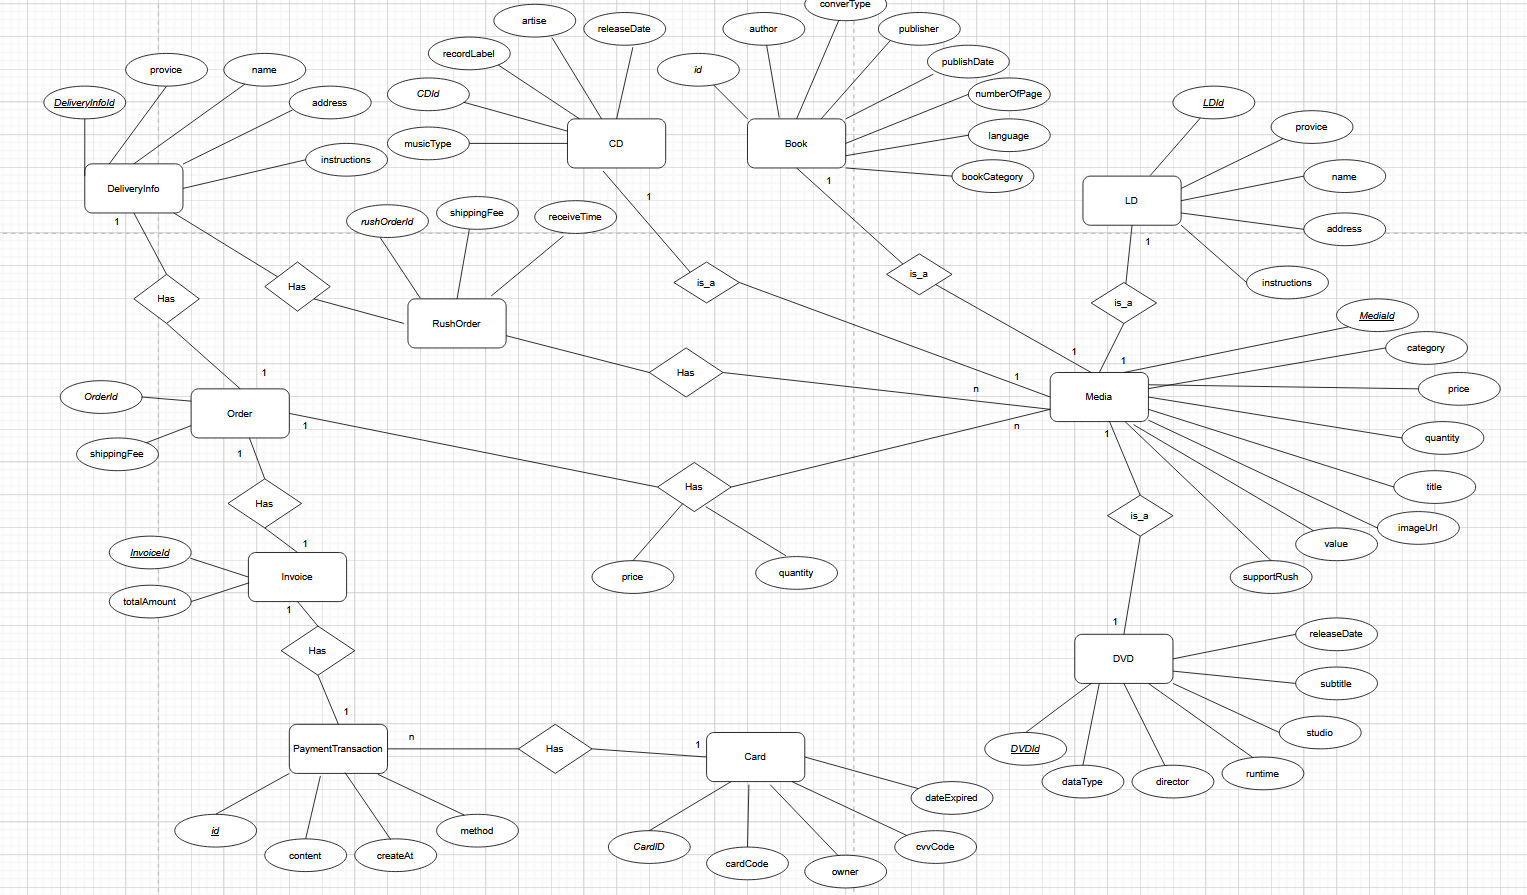 converType
artise
author
releaseDate
publisher
recordLabel
publishDate
provice
name
id
CDId
numberOfPage
DeliveryInfoId
address
LDId
provice
language
musicType
CD
Book
instructions
bookCategory
name
DeliveryInfo
1
1
LD
rushOrderId
shippingFee
receiveTime
1
address
1
is_a
is_a
instructions
Has
Has
is_a
MediaId
RushOrder
category
1
1
Has
1
1
n
price
OrderId
Media
Order
1
n
1
quantity
shippingFee
1
Has
title
Has
is_a
imageUrl
1
value
InvoiceId
Invoice
price
quantity
supportRush
totalAmount
1
1
releaseDate
Has
DVD
subtitle
1
studio
n
Has
1
PaymentTransaction
Card
DVDId
dataType
director
runtime
dateExpired
id
method
content
createAt
CardID
cardCode
owner
cvvCode